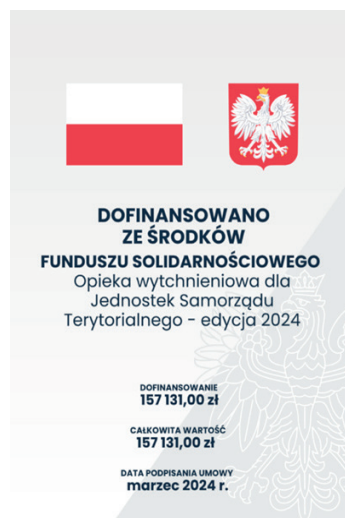 DOFINANSOWANO
ZE ŚRODKÓW
FUNDUSZU SOLIDARNOŚCIOWEGO
Opieka wytchnieniowa dla
Jednostek Samorządu
Terytorialnego - edycja 2024
DOFINANSOWANIE
157 131,00 zł
CAŁKOWITA WARTOŚĆ
157 131,00 zł
DATA PODPISANIA UMOWY
marzec 2024 r.